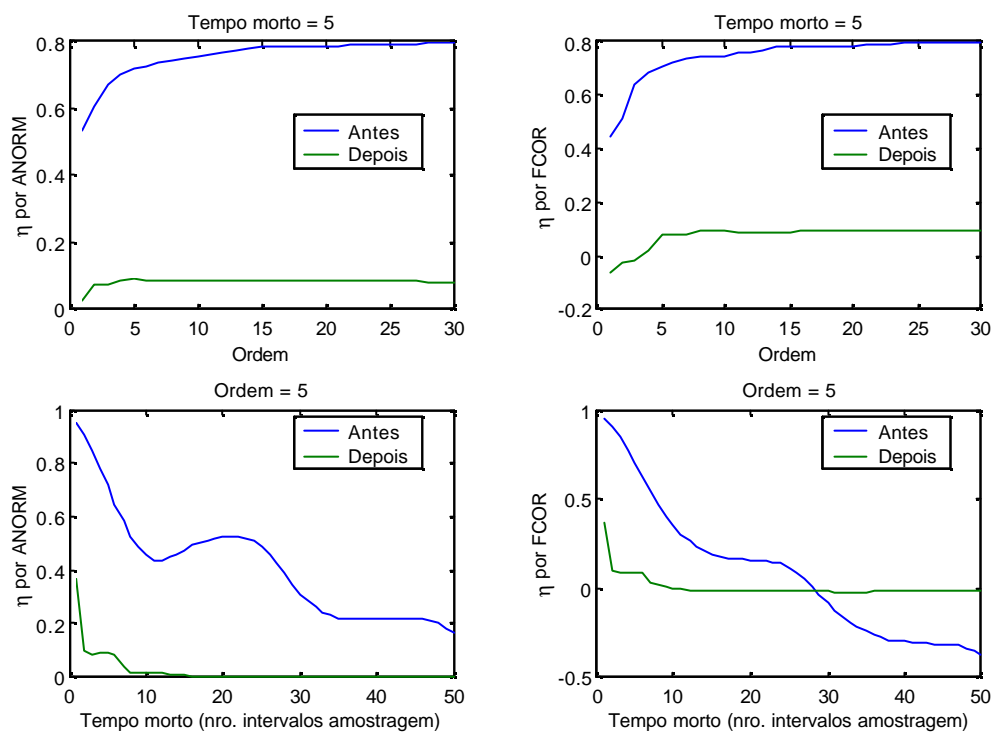 Tempo morto = 5
0.8
0.6
0.4
0.2
0
η por ANORM
Antes
Depois
0 5 10 15 20 25 30
Ordem
Tempo morto = 5
0.8
0.6
0.4
0.2
0
-0.2
η por FCOR
Antes
Depois
0 5 10 15 20 25 30
Ordem
Ordem = 5
1
0.8
0.6
0.4
0.2
0
η por ANORM
Antes
Depois
0 10 20 30 40 50
Tempo morto (nro. intervalos amostragem)
Ordem = 5
1
0.5
0
-0.5
η por FCOR
Antes
Depois
0 10 20 30 40 50
Tempo morto (nro. intervalos amostragem)